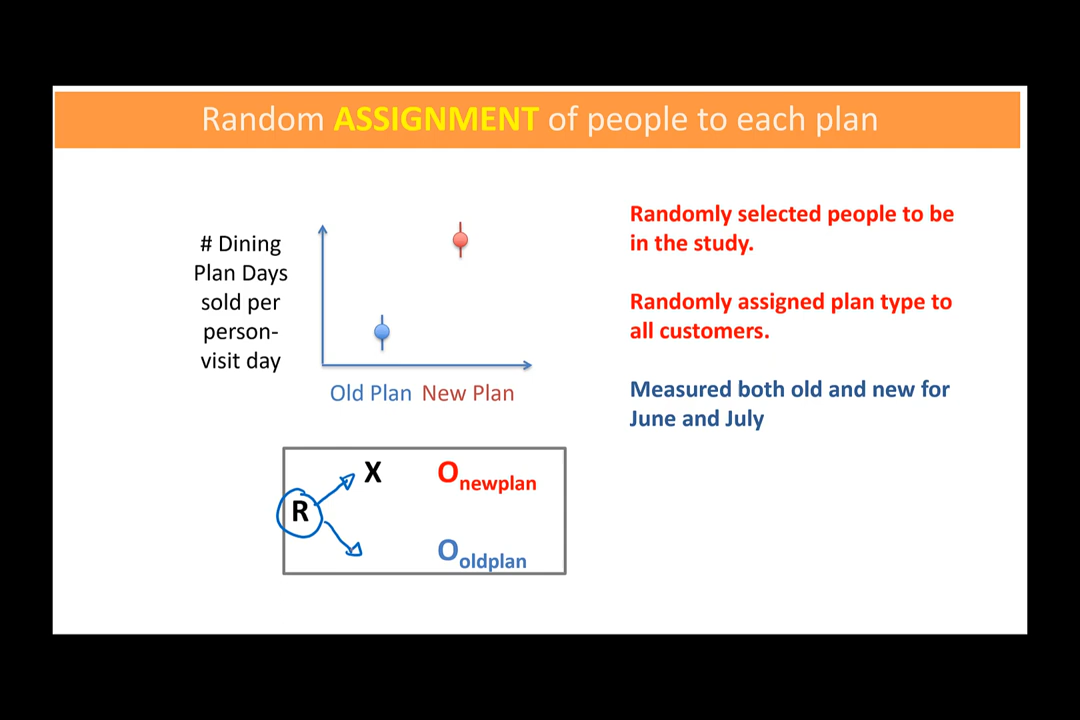 Random ASSIGNMENT of people to each plan
# Dining
Plan Days
sold per
person-
visit day
Old Plan New Plan
Randomly selected people to be
in the study.
Randomly assigned plan type to
all customers.
Measured both old and new for
June and July
R
X
Onewplan
Ooldplan